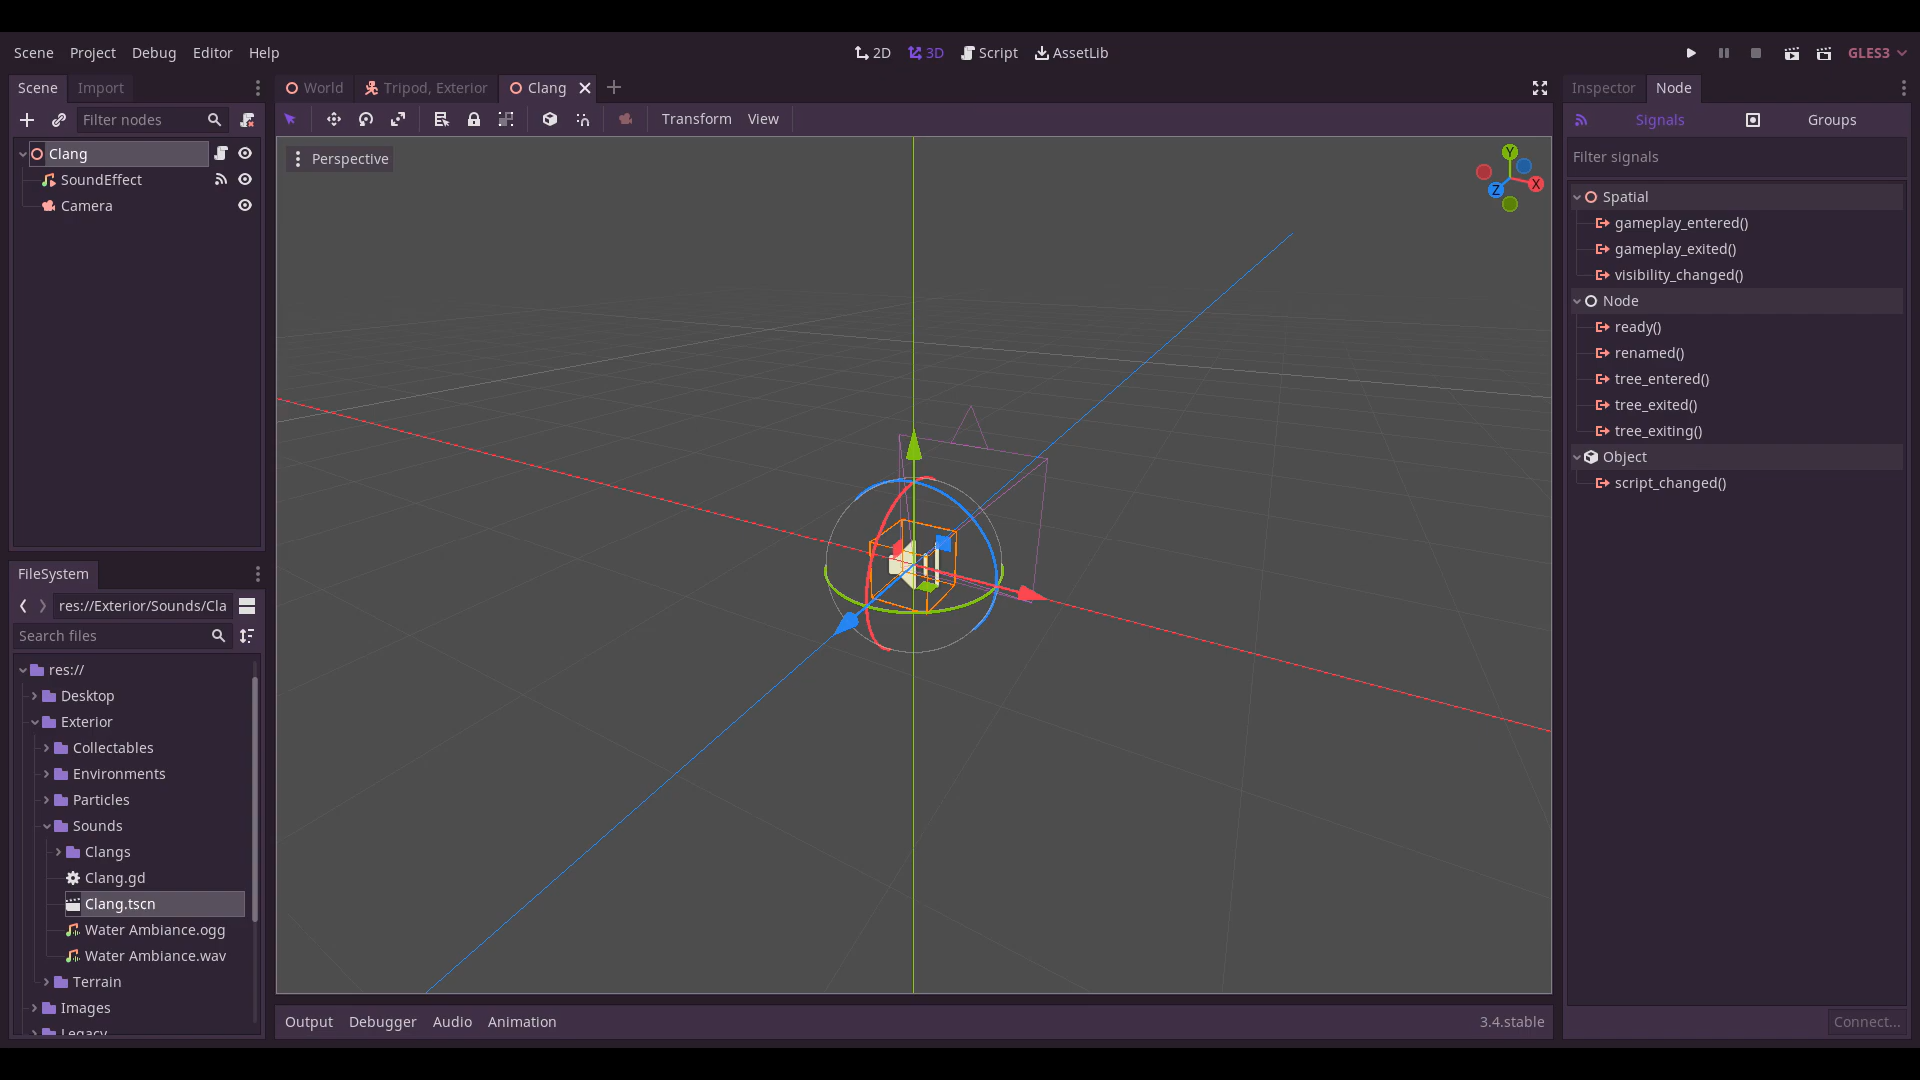 Scene Project Debug Editor Help 2D 3D Script AssetLib GLES3
Scene Import
World Tripod, Exterior Clang
Inspector Node
Filter nodes
Transform View
Signals Groups
Clang
SoundEffect
Camera
Perspective
Y
X
Z
Filter signals
Spatial
gameplay_entered()
gameplay_exited()
visibility_changed()
Node
ready()
renamed()
tree_entered()
tree_exited()
tree_exiting()
Object
script_changed()
FileSystem
res://Exterior/Sounds/Cla
Search files
res://
Desktop
Exterior
Collectables
Environments
Particles
Sounds
Clangs
Clang.gd
Clang.tscn
Water Ambiance.ogg
Water Ambiance.wav
Terrain
Images
Legacy
Output Debugger Audio Animation 3.4.stable
Connect...